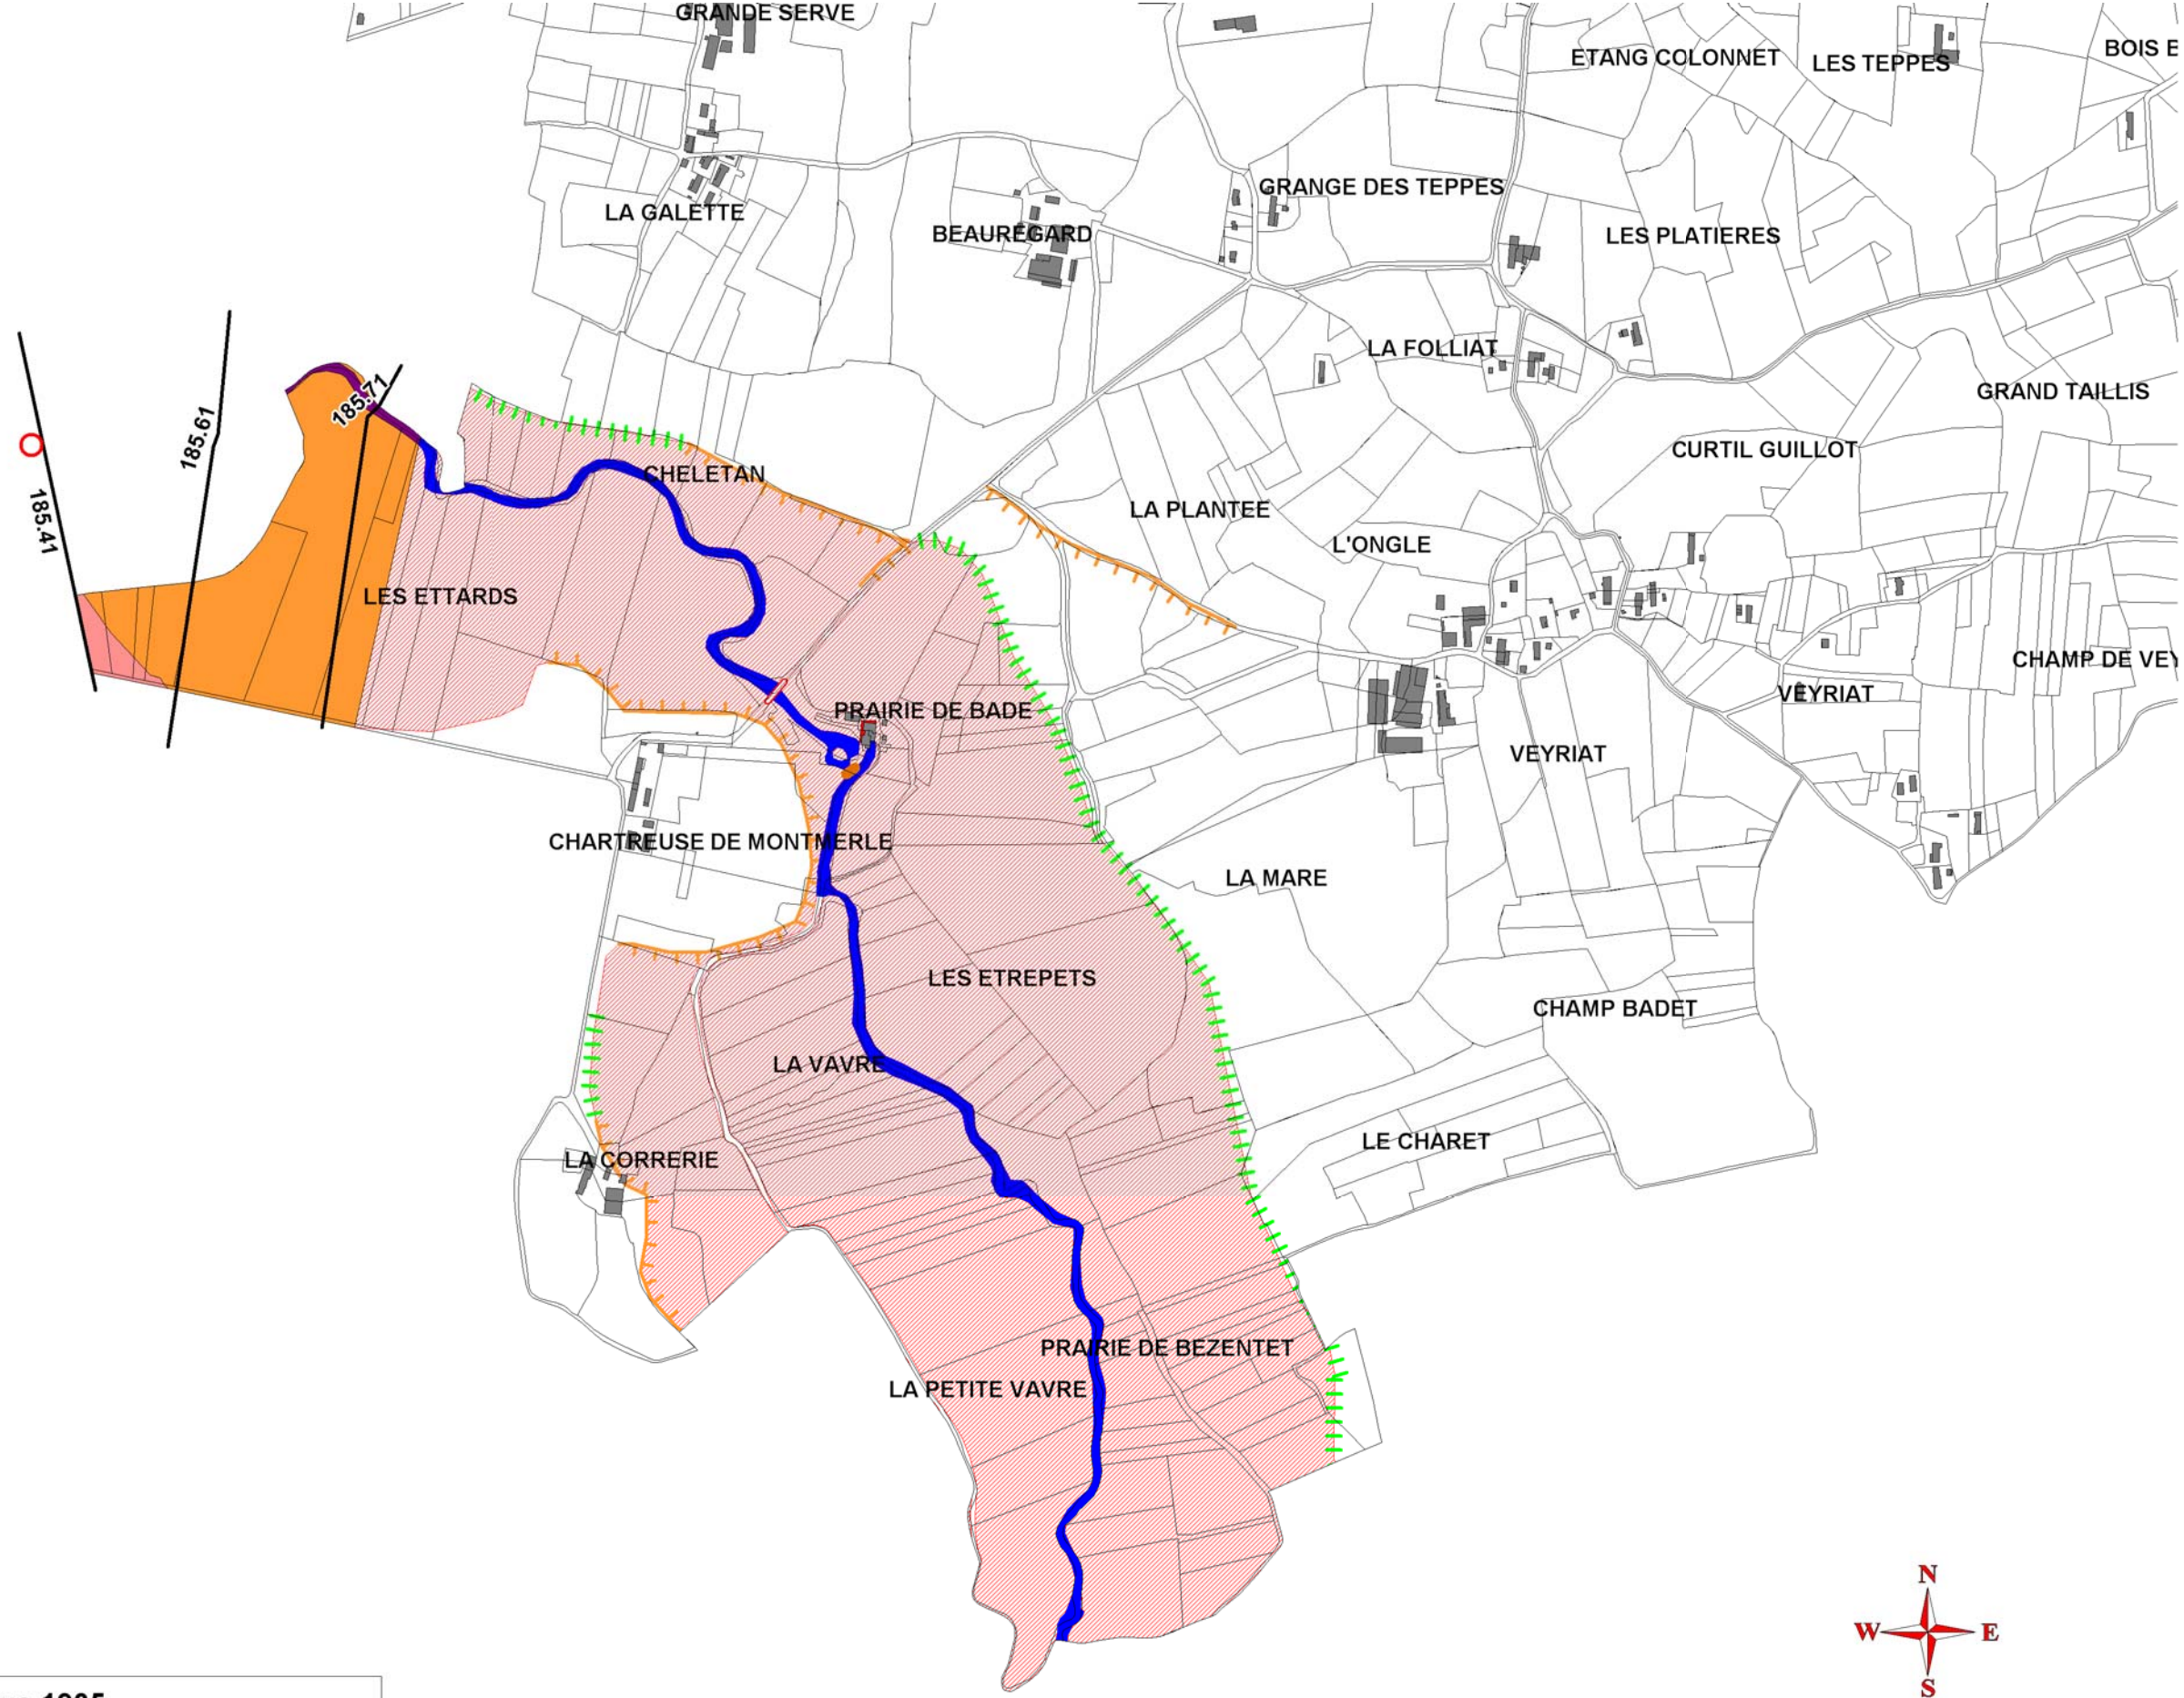 GRANDE SERVE
BOIS
ETANG COLONNET
LES TEPPES
GRANGE DES TEPPES
LA GALETTE
BEAUREGARD
LES PLATIERES
LA FOLLIAT
GRAND TAILLIS
185.71
185.61
CURTIL GUILLOT
CHELETAN
LA PLANTEE
185.41
L'ONGLE
LES ETTARDS
CHAMP DE
VEYRIAT
PRAIRIE DE BADE
VEYRIAT
CHARTREUSE DE MONTMERLE
LA MARE
LES ETREPETS
CHAMP BADET
LA VAVRE
LE CHARET
LA CORRERIE
PRAIRIE DE BEZENTET
LA PETITE VAVRE
N
W E
S